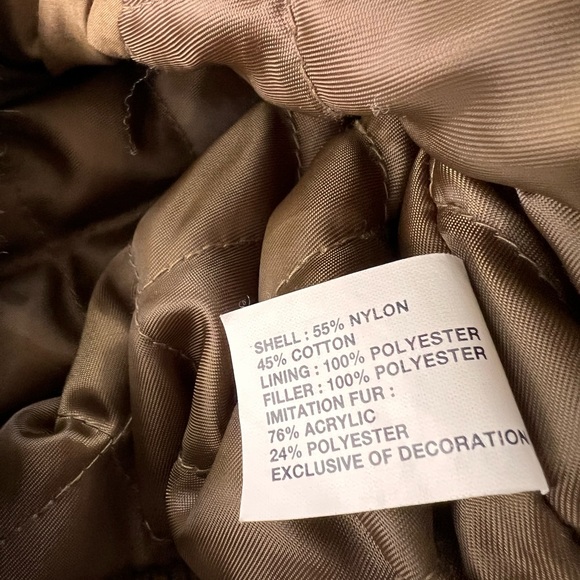 SHELL : 55% NYLON
45% COTTON
LINING : 100% POLYESTER
FILLER : 100% POLYESTER
IMITATION FUR :
76% ACRYLIC
24% POLYESTER
EXCLUSIVE OF DECORATION